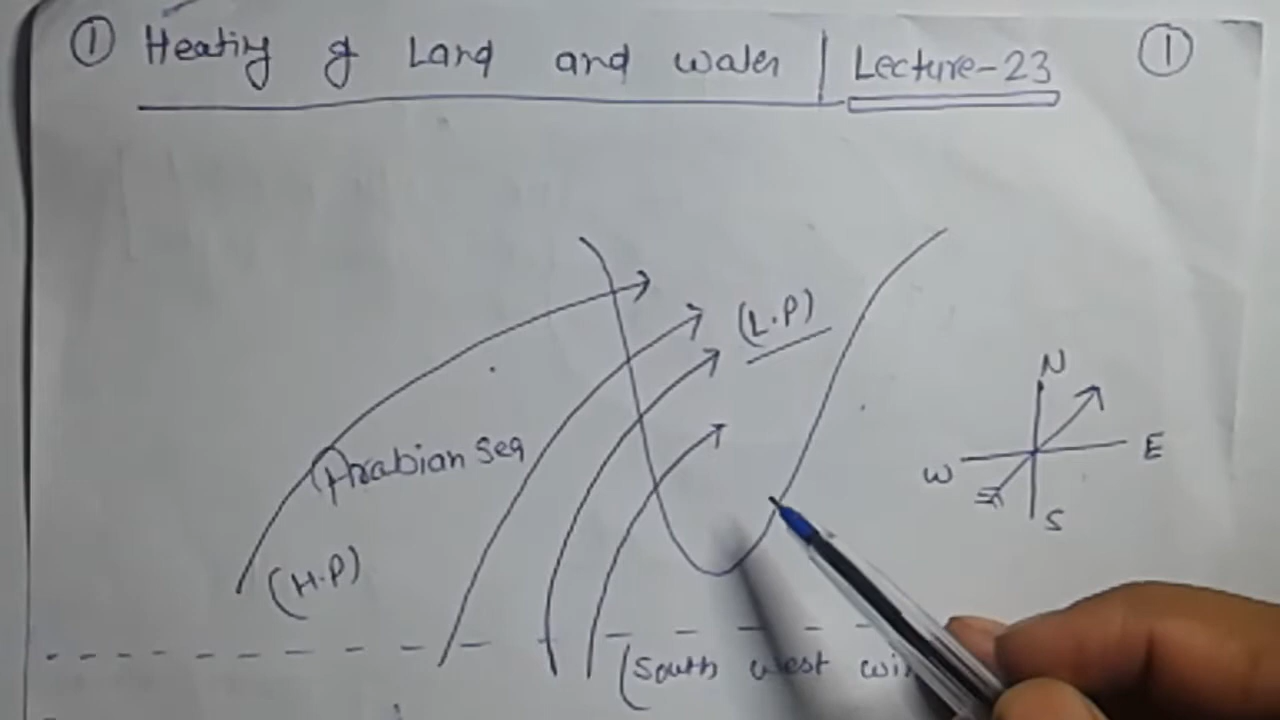 ① Heating of Land and water | Lecture-23 ①
(L.P)
N
Arabian Sea
W E
S
(H.P)
(South west